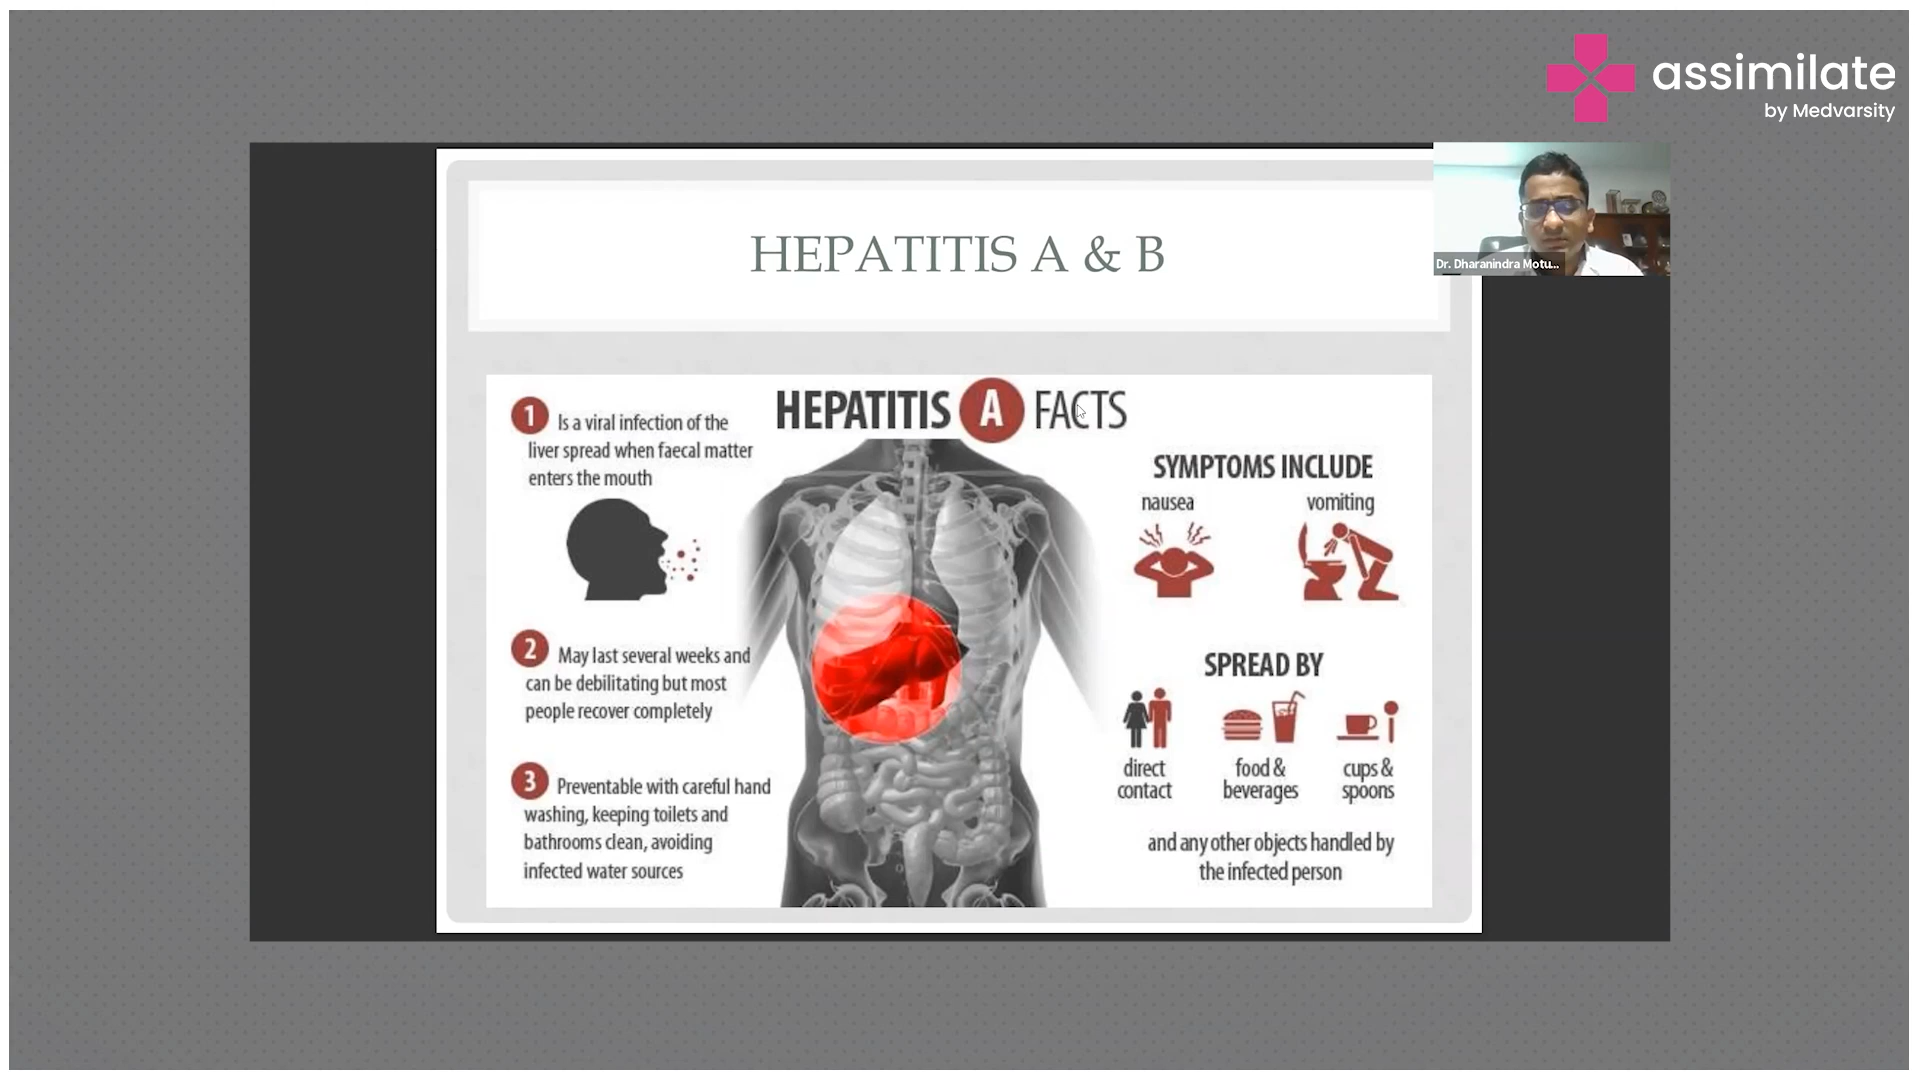 assimilate
by Medvarsity
Dr. Dharanindra Motu...
HEPATITIS A & B
HEPATITIS A FACTS
1 Is a viral infection of the
liver spread when faecal matter
enters the mouth
2 May last several weeks and
can be debilitating but most
people recover completely
3 Preventable with careful hand
washing, keeping toilets and
bathrooms clean, avoiding
infected water sources
SYMPTOMS INCLUDE
nausea vomiting
SPREAD BY
direct food & cups &
contact beverages spoons
and any other objects handled by
the infected person